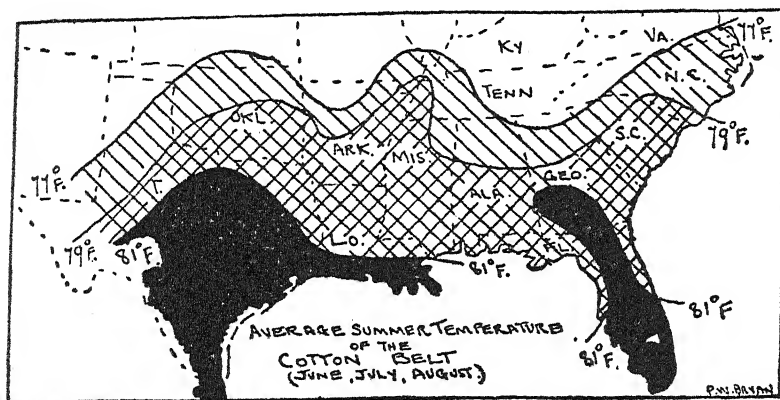 KY
VA.
77°F.
TENN
N.C.
OKL.
ARK.
MIS.
S.C.
79°F.
77°F.
T.
ALA.
GEO.
79°F.
81°F.
LO.
FL.
81°F.
81°F
81°F.
AVERAGE SUMMER TEMPERATURE
OF THE
COTTON BELT
(JUNE, JULY, AUGUST.)
P.W. BRYAN